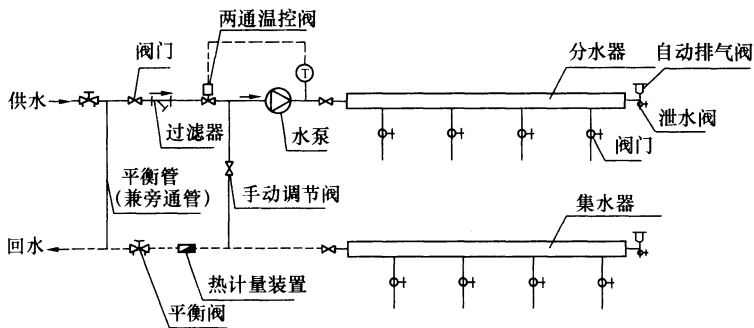 两通温控阀
阀门
分水器
自动排气阀
T
供水
过滤器
水泵
阀门
泄水阀
平衡管
(兼旁通管)
手动调节阀
集水器
回水
热计量装置
平衡阀